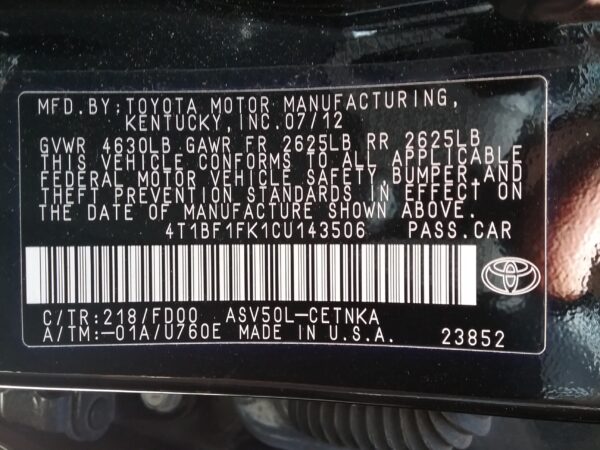 MFD.BY:TOYOTA MOTOR MANUFACTURING,
KENTUCKY,INC.07/12
GVWR 4630LB GAWR FR 2625LB RR 2625LB
THIS VEHICLE CONFORMS TO ALL APPLICABLE
FEDERAL MOTOR VEHICLE SAFETY BUMPER,AND
THEFT PREVENTION STANDARDS IN EFFECT ON
THE DATE OF MANUFACTURE SHOWN ABOVE.
4T1BF1FK1CU143506 PASS.CAR
C/TR:218/FD00 ASV50L-CETNKA
A/TM:-01A/U760E MADE IN U.S.A. 23852